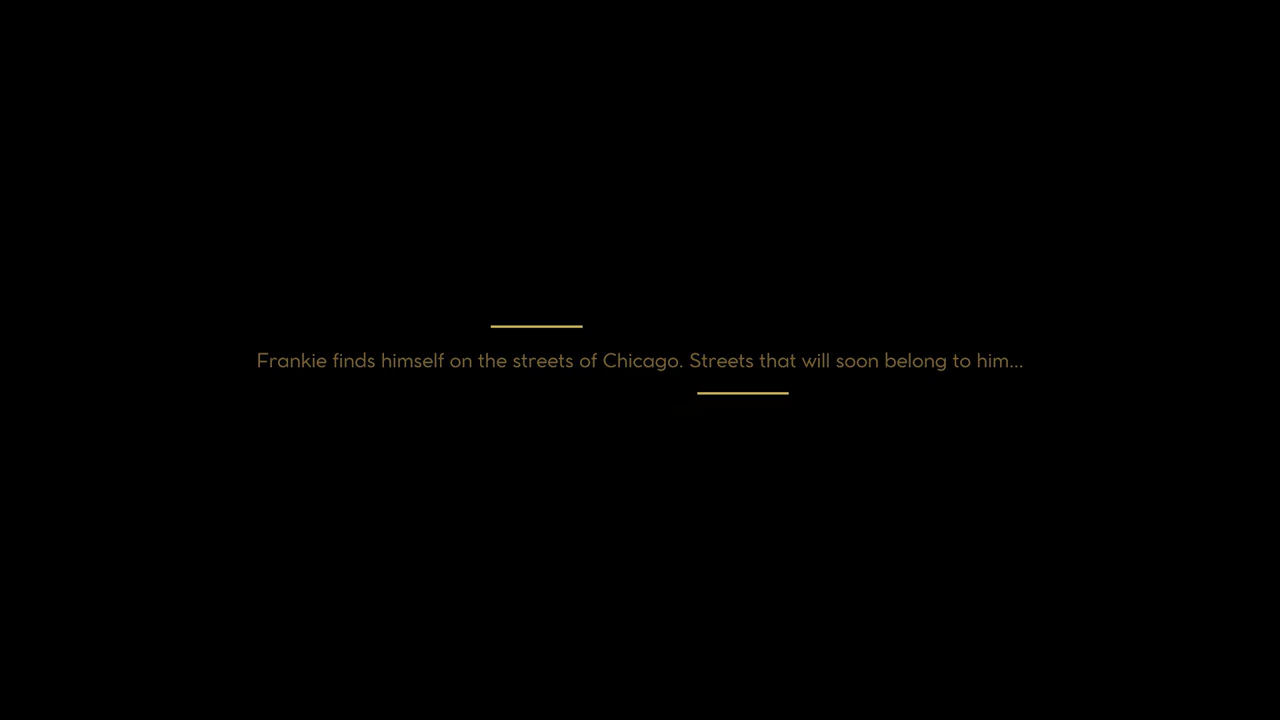 Frankie finds himself on the streets of Chicago. Streets that will soon belong to him...